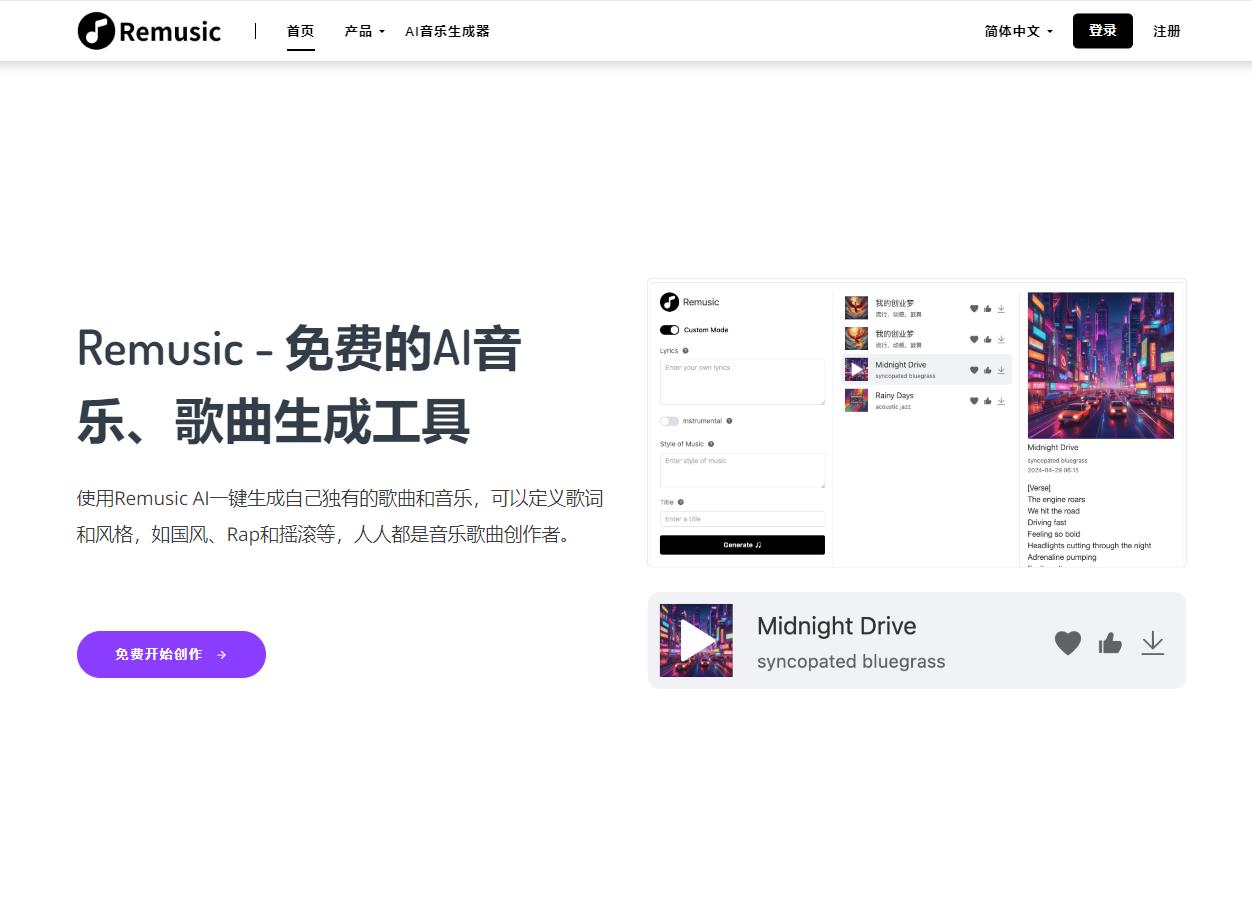 Remusic
首页
产品
AI音乐生成器
简体中文
登录
注册
Remusic - 免费的AI音
乐、歌曲生成工具
使用Remusic AI一键生成自己独有的歌曲和音乐，可以定义歌词
和风格，如国风、Rap和摇滚等，人人都是音乐歌曲创作者。
免费开始创作 →
Remusic
Custom Mode
Lyrics
Enter your own lyrics
Instrumental
Style of Music
Enter style of music
Title
Enter a title
Generate ♫
我的创业梦
流行，动感，鼓舞
我的创业梦
流行，动感，鼓舞
Midnight Drive
syncopated bluegrass
Rainy Days
acoustic jazz
Midnight Drive
syncopated bluegrass
2024-04-29 06:15
[Verse]
The engine roars
We hit the road
Driving fast
Feeling so bold
Headlights cutting through the night
Adrenaline pumping
Midnight Drive
syncopated bluegrass